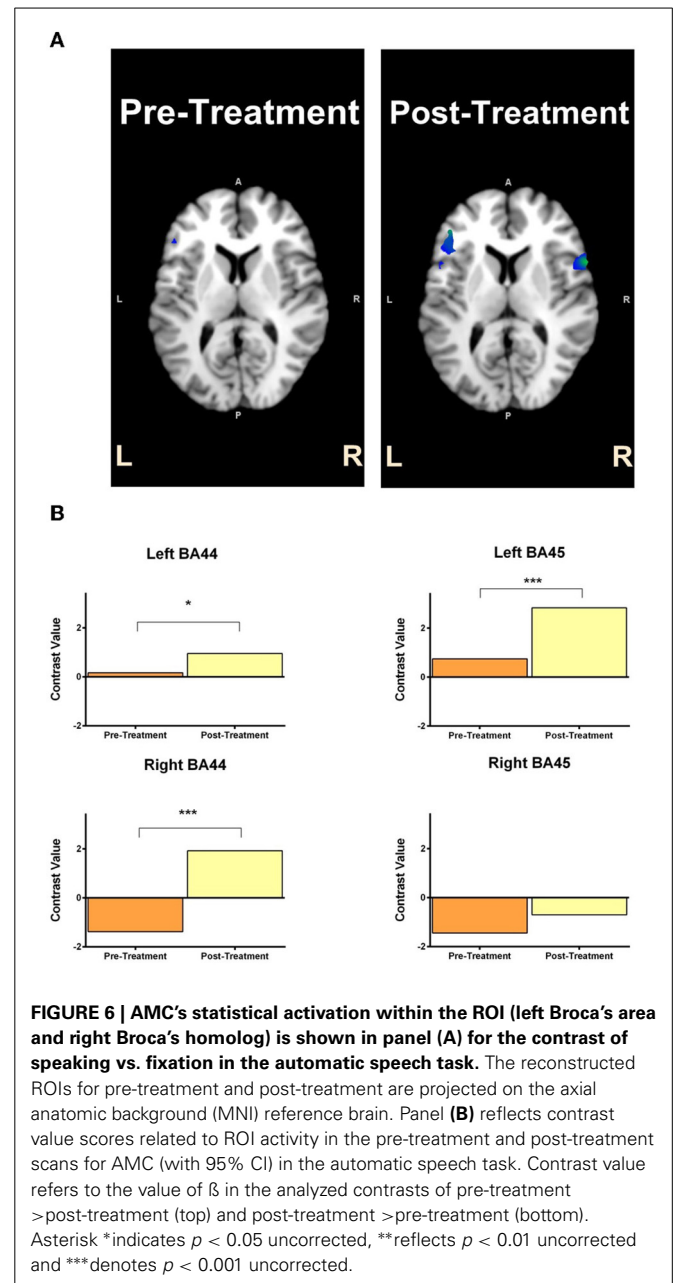 A
Pre-Treatment
Post-Treatment
A
A
L
R
L
R
P
P
L
R
L
R
B
Left BA44
Left BA45
*
***
Contrast Value
2
0
-2
Pre-Treatment
Post-Treatment
Contrast Value
2
0
-2
Pre-Treatment
Post-Treatment
Right BA44
Right BA45
***
Contrast Value
2
0
-2
Pre-Treatment
Post-Treatment
Contrast Value
2
0
-2
Pre-Treatment
Post-Treatment
FIGURE 6 | AMC's statistical activation within the ROI (left Broca's area
and right Broca's homolog) is shown in panel (A) for the contrast of
speaking vs. fixation in the automatic speech task. The reconstructed
ROIs for pre-treatment and post-treatment are projected on the axial
anatomic background (MNI) reference brain. Panel (B) reflects contrast
value scores related to ROI activity in the pre-treatment and post-treatment
scans for AMC (with 95% CI) in the automatic speech task. Contrast value
refers to the value of ß in the analyzed contrasts of pre-treatment
>post-treatment (top) and post-treatment >pre-treatment (bottom).
Asterisk *indicates p < 0.05 uncorrected, **reflects p < 0.01 uncorrected
and ***denotes p < 0.001 uncorrected.